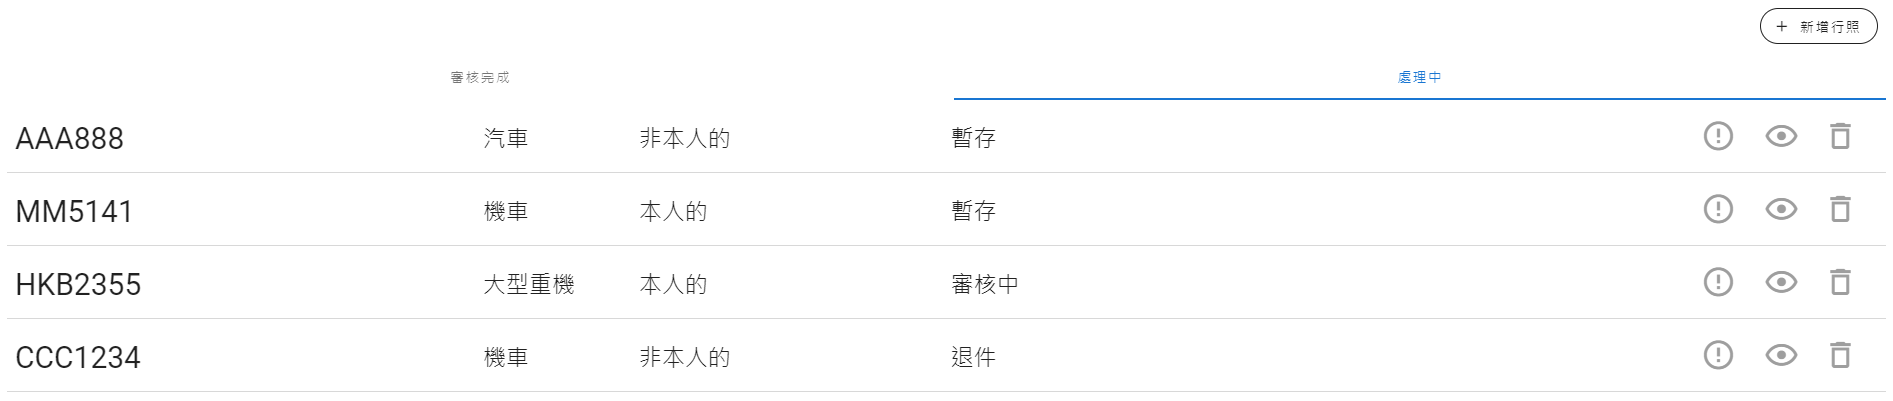 + 新增行照
審核完成 處理中
AAA888 汽車 非本人的 暫存
MM5141 機車 本人的 暫存
HKB2355 大型重機 本人的 審核中
CCC1234 機車 非本人的 退件